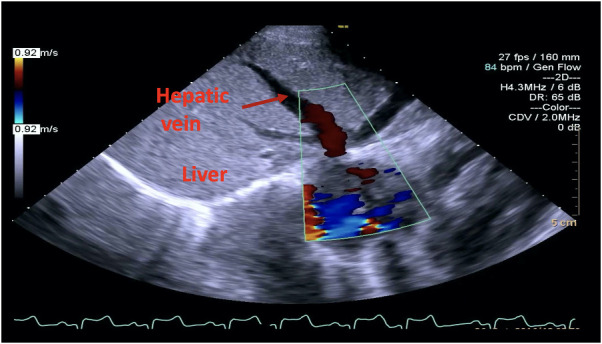 0.92 m/s
0.92 m/s
Hepatic
vein
Liver
27 fps / 160 mm
84 bpm / Gen Flow
---2D---
H4.3MHz / 6 dB
DR: 65 dB
---Color---
CDV / 2.0MHz
0 dB
5 cm